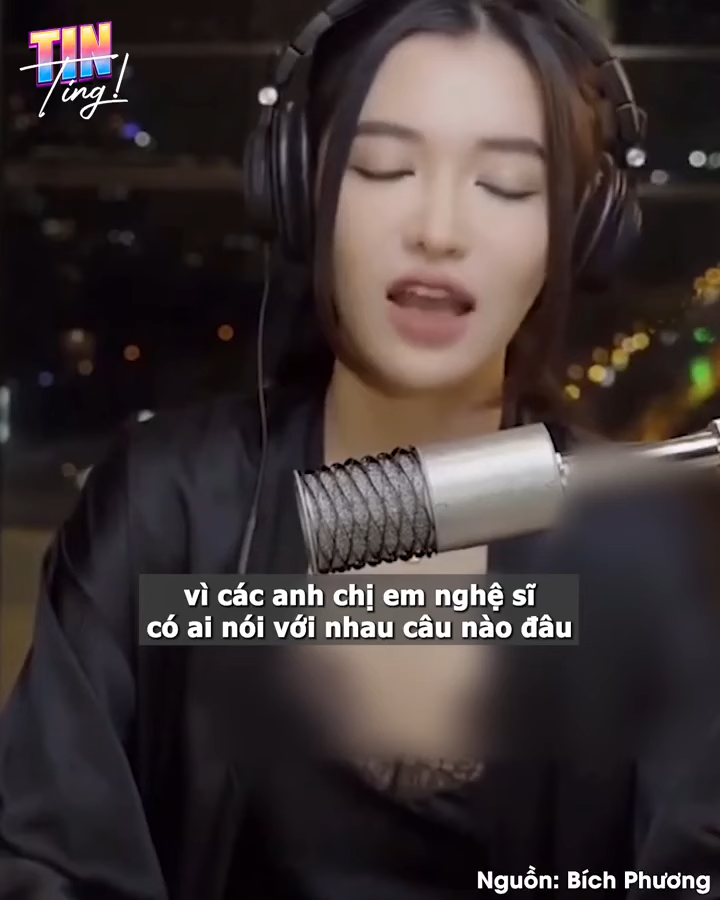 TIN
Ting!
vì các anh chị em nghệ sĩ
có ai nói với nhau câu nào đâu
Nguồn: Bích Phương